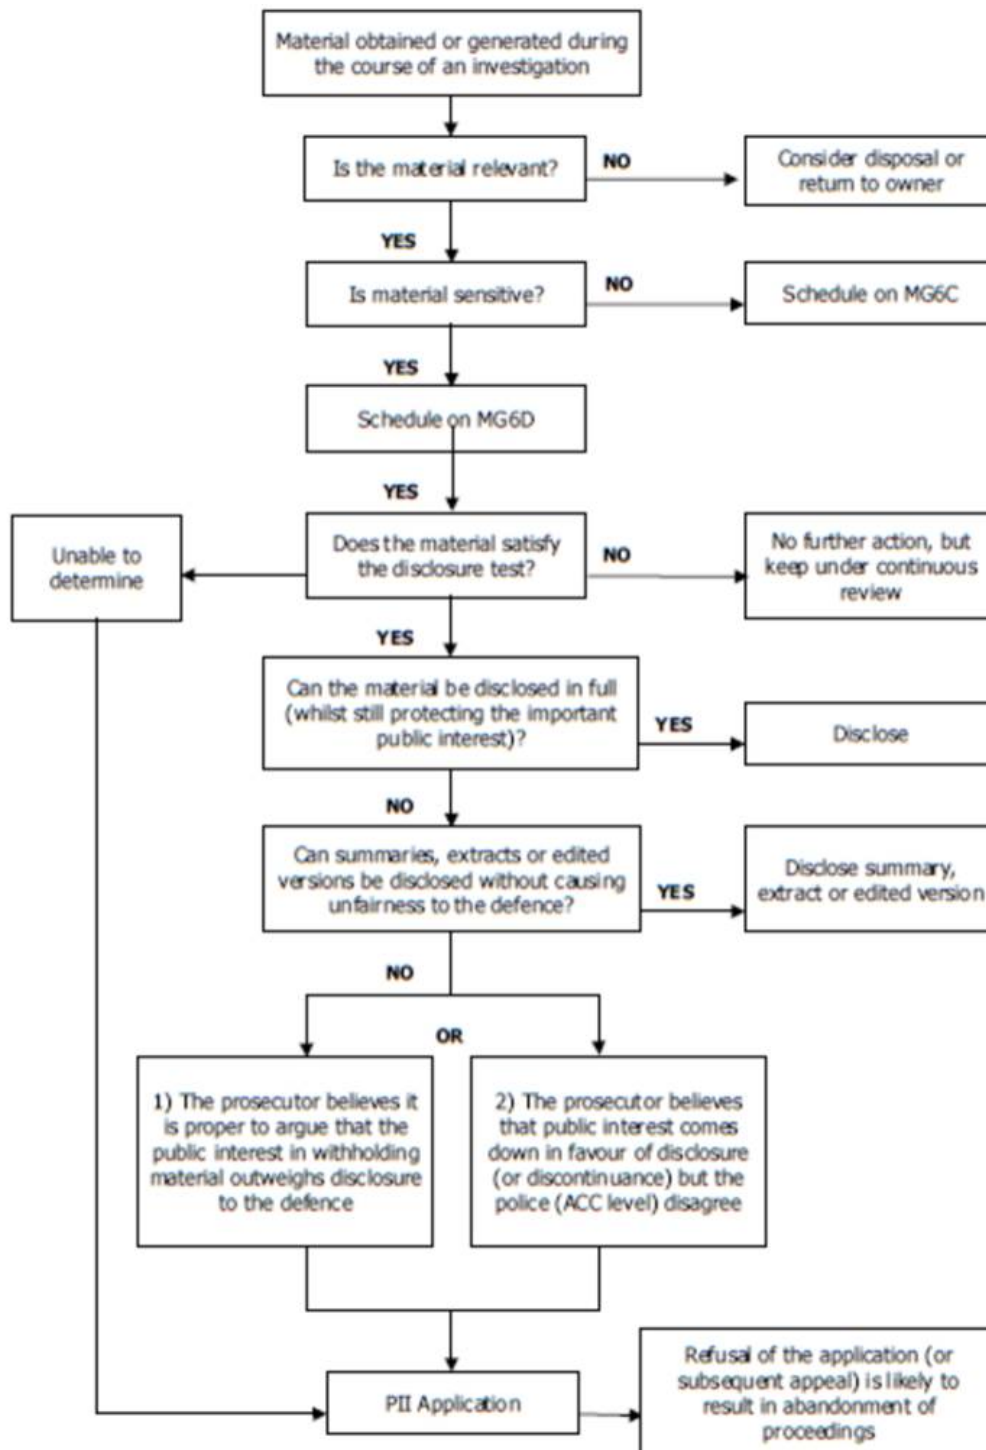 Material obtained or generated during
the course of an investigation
Is the material relevant?
NO
Consider disposal or
return to owner
YES
Is material sensitive?
NO
Schedule on MG6C
YES
Schedule on MG6D
YES
Unable to
determine
Does the material satisfy
the disclosure test?
NO
No further action, but
keep under continuous
review
YES
Can the material be disclosed in full
(whilst still protecting the important
public interest)?
YES
Disclose
NO
Can summaries, extracts or edited
versions be disclosed without causing
unfairness to the defence?
YES
Disclose summary,
extract or edited version
NO
OR
1) The prosecutor believes it
is proper to argue that the
public interest in withholding
material outweighs disclosure
to the defence
2) The prosecutor believes
that public interest comes
down in favour of disclosure
(or discontinuance) but the
police (ACC level) disagree
PII Application
Refusal of the application (or
subsequent appeal) is likely to
result in abandonment of
proceedings